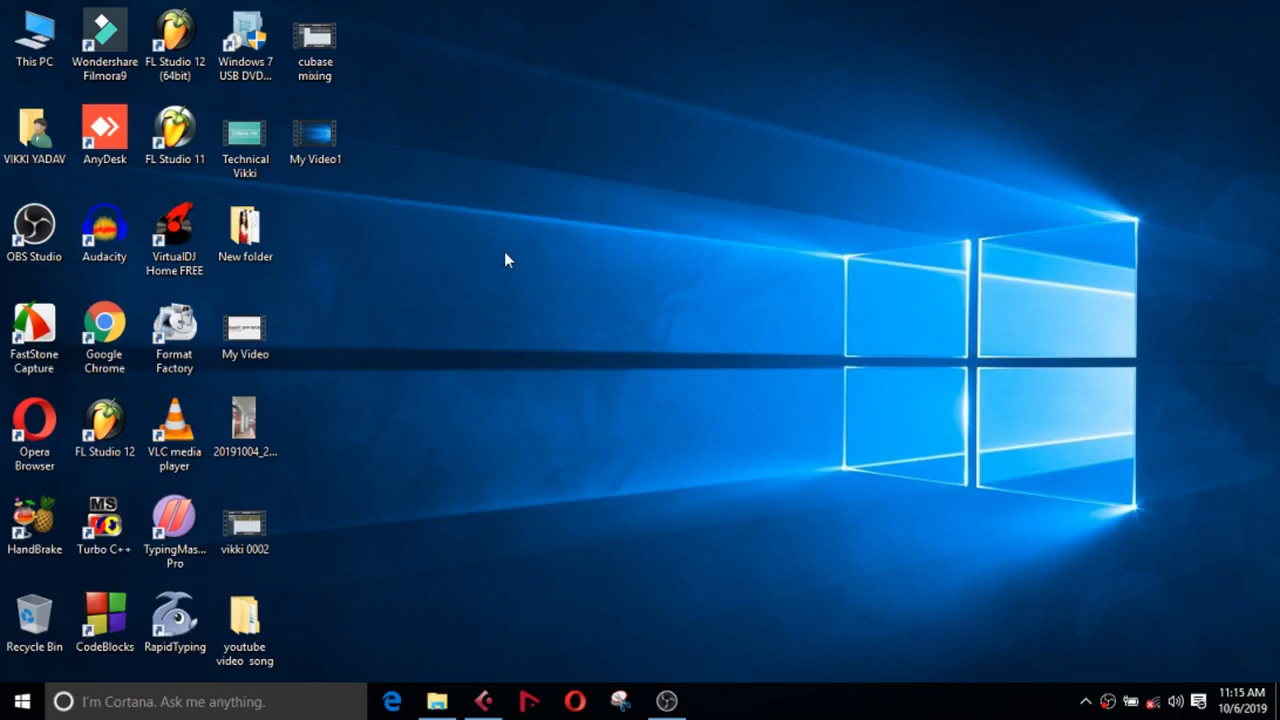 This PC
Wondershare
Filmora9
FL Studio 12
(64bit)
Windows 7
USB DVD...
cubase
mixing
VIKKI YADAV
AnyDesk
FL Studio 11
Technical
Vikki
My Video1
OBS Studio
Audacity
VirtualDJ
Home FREE
New folder
FastStone
Capture
Google
Chrome
Format
Factory
My Video
Opera
Browser
FL Studio 12
VLC media
player
20191004_2...
HandBrake
MS
Turbo C++
TypingMas...
Pro
vikki 0002
Recycle Bin
CodeBlocks
RapidTyping
youtube
video song
I'm Cortana. Ask me anything.
11:15 AM
10/6/2019